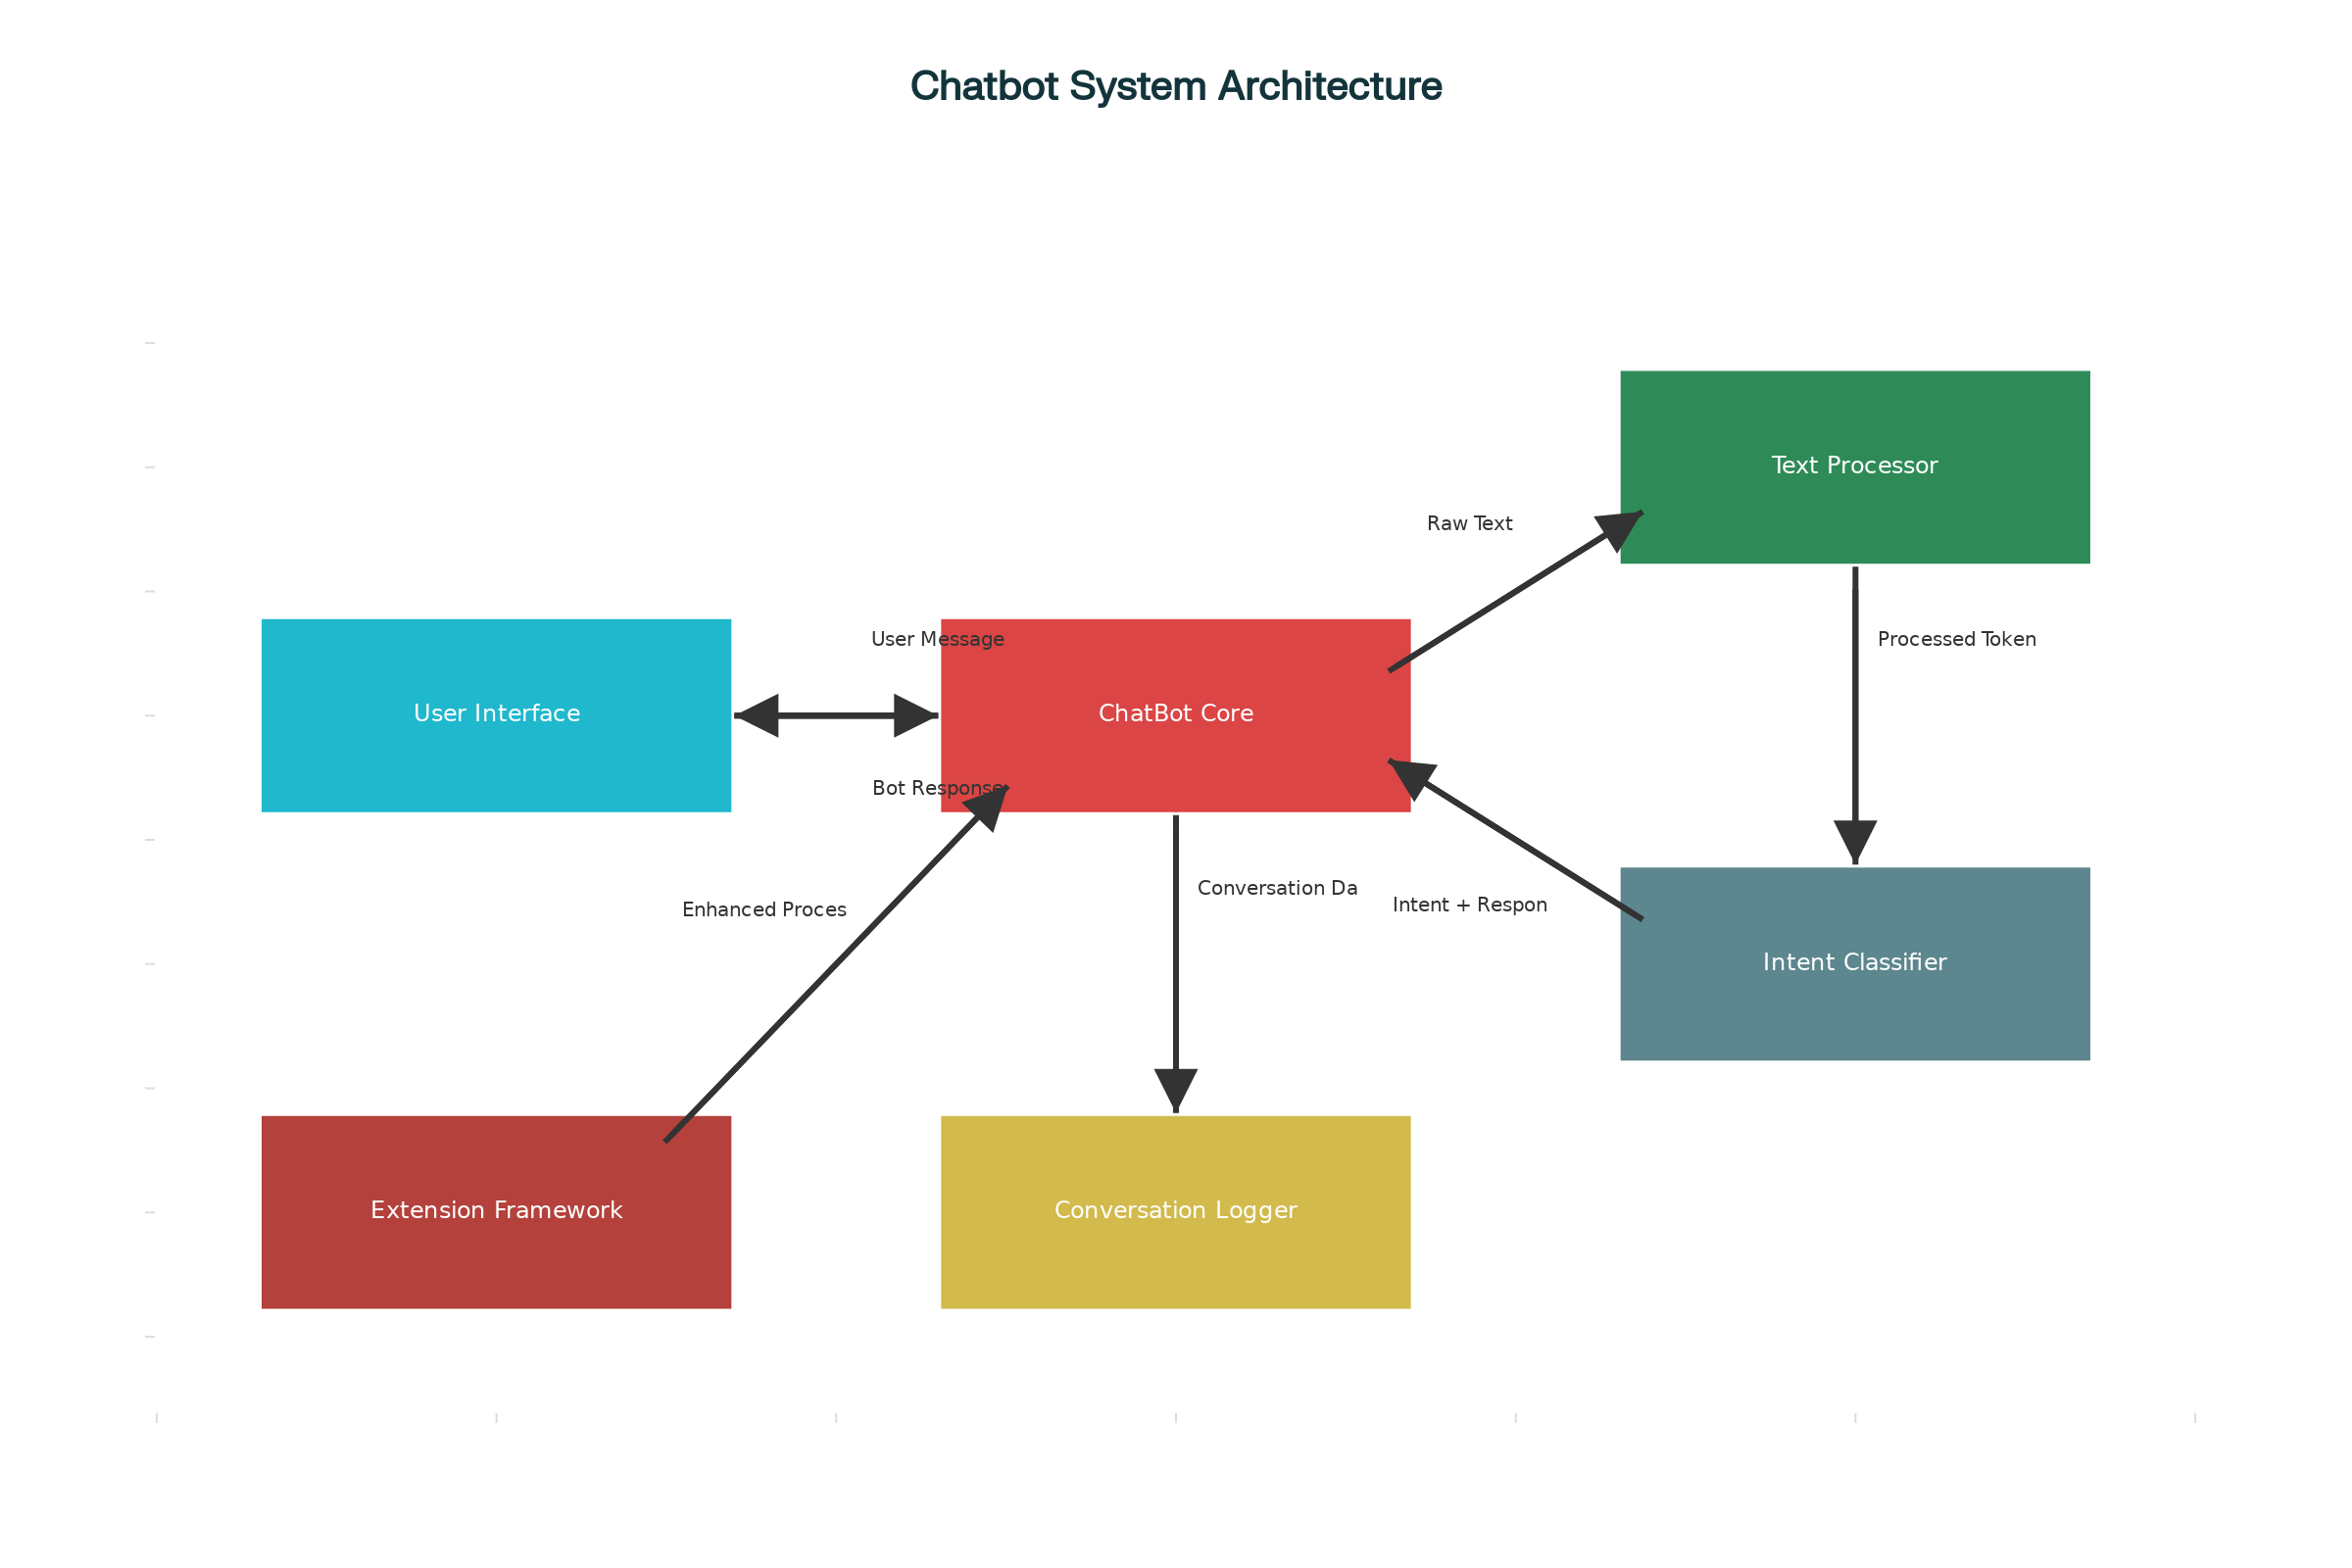 Chatbot System Architecture
Text Processor
Raw Text
User Message
Processed Token
User Interface
ChatBot Core
Bot Response
Conversation Da
Intent + Respon
Enhanced Proces
Intent Classifier
Extension Framework
Conversation Logger